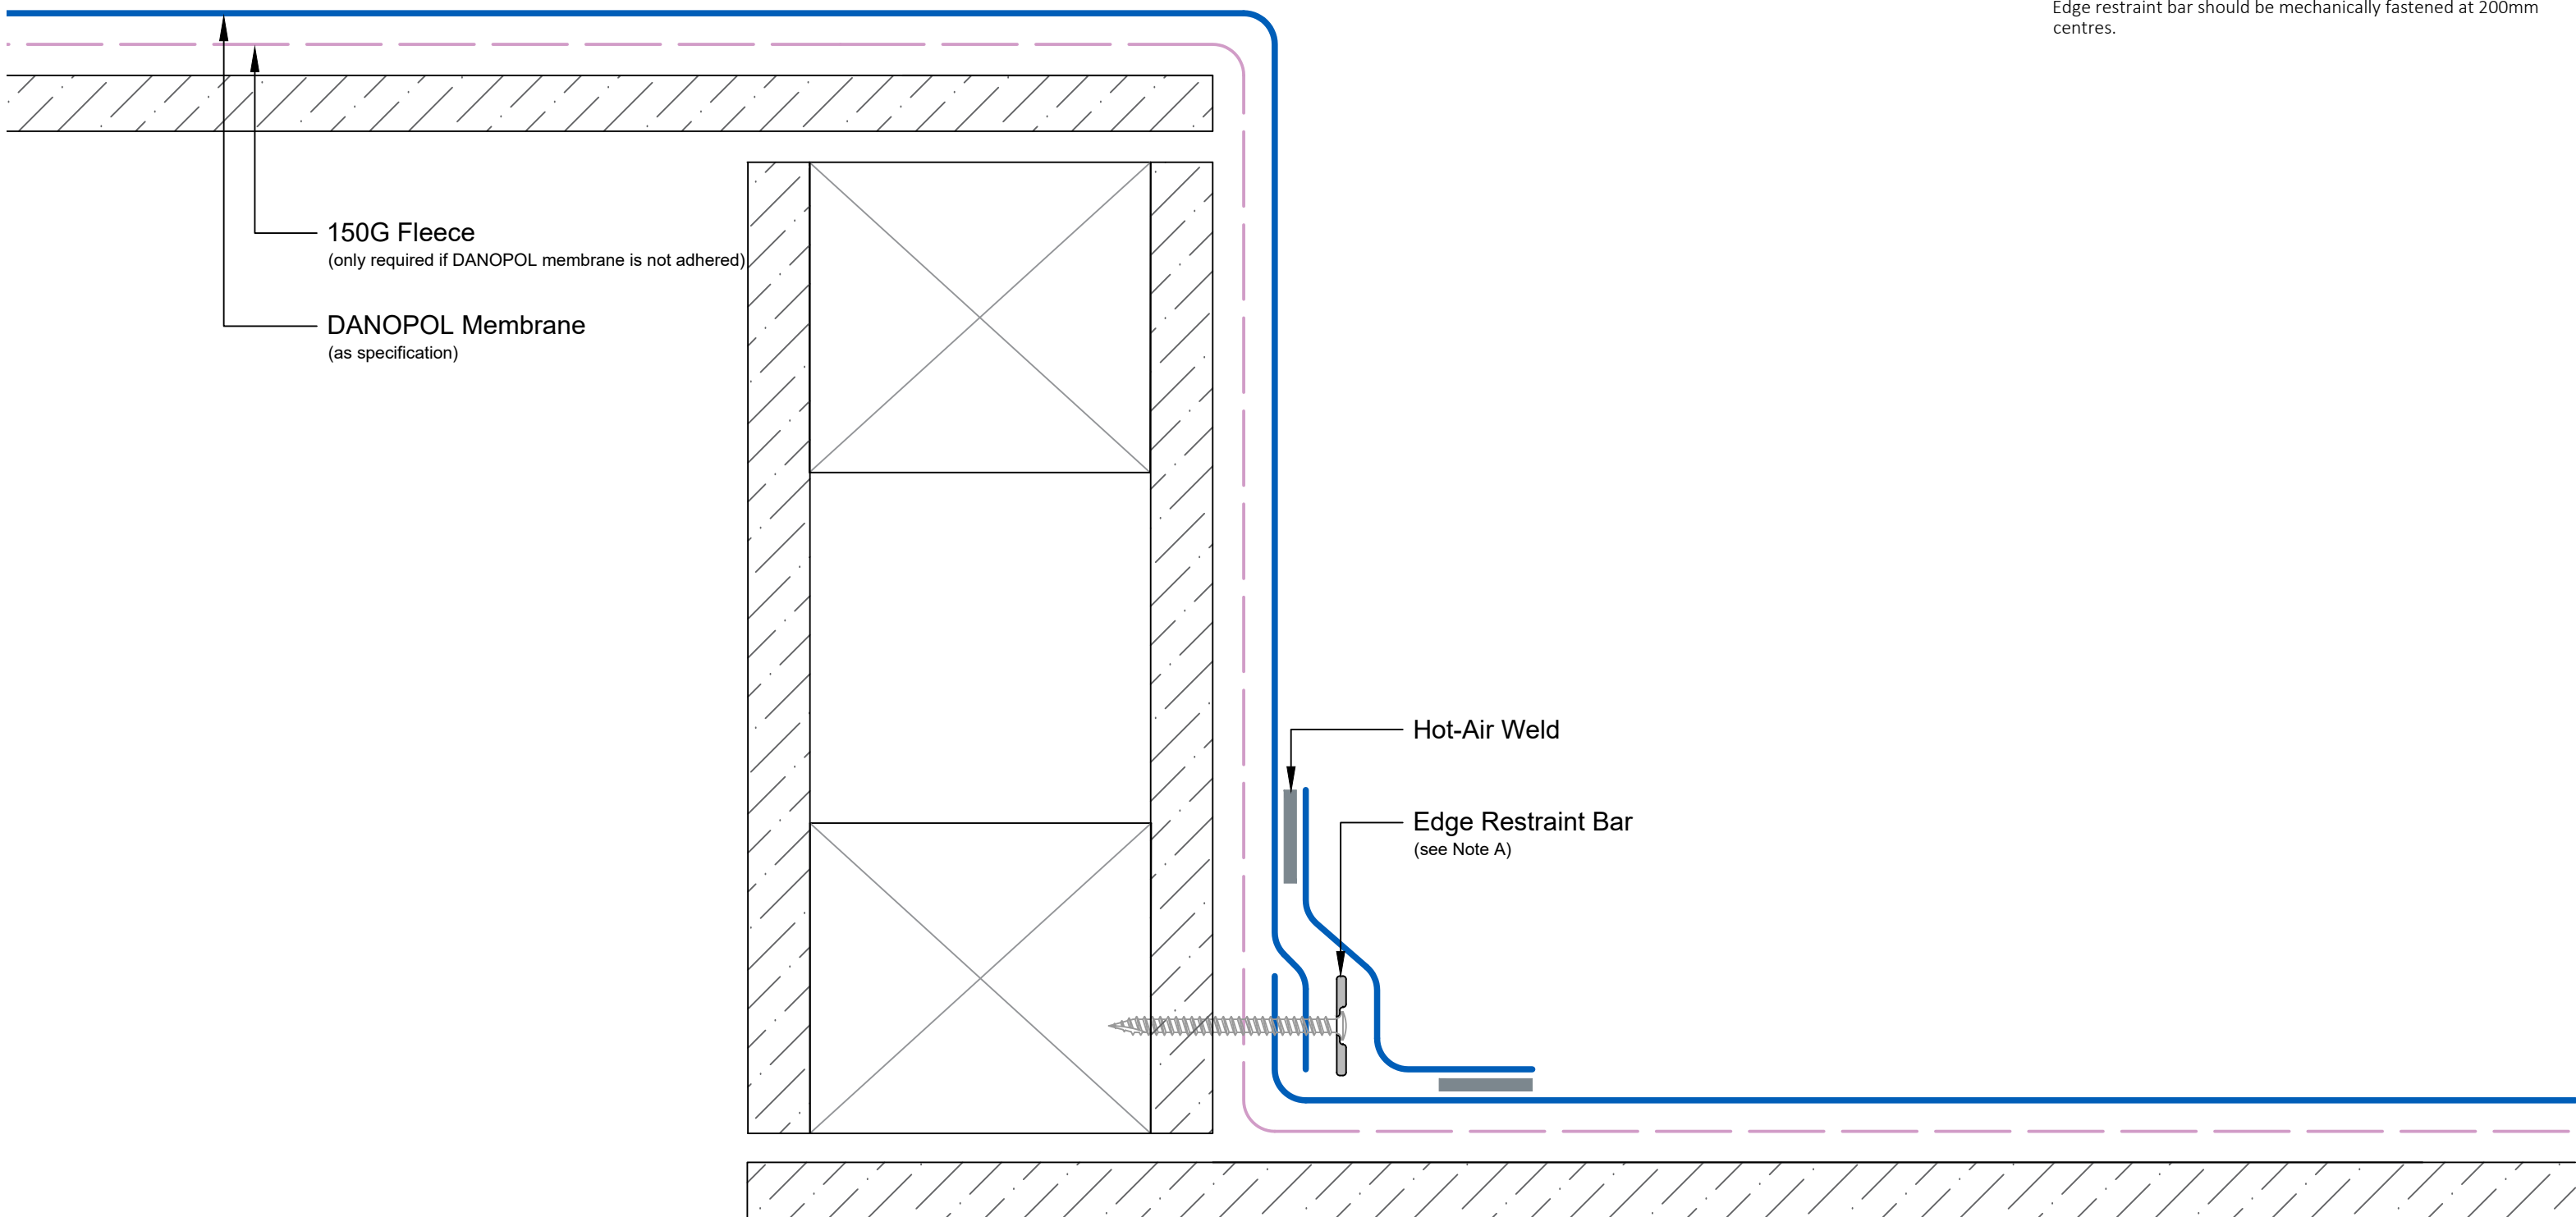 Edge restraint bar should be mechanically fastened at 200mm
centres.
150G Fleece
(only required if DANOPOL membrane is not adhered)
DANOPOL Membrane
(as specification)
Hot-Air Weld
Edge Restraint Bar
(see Note A)